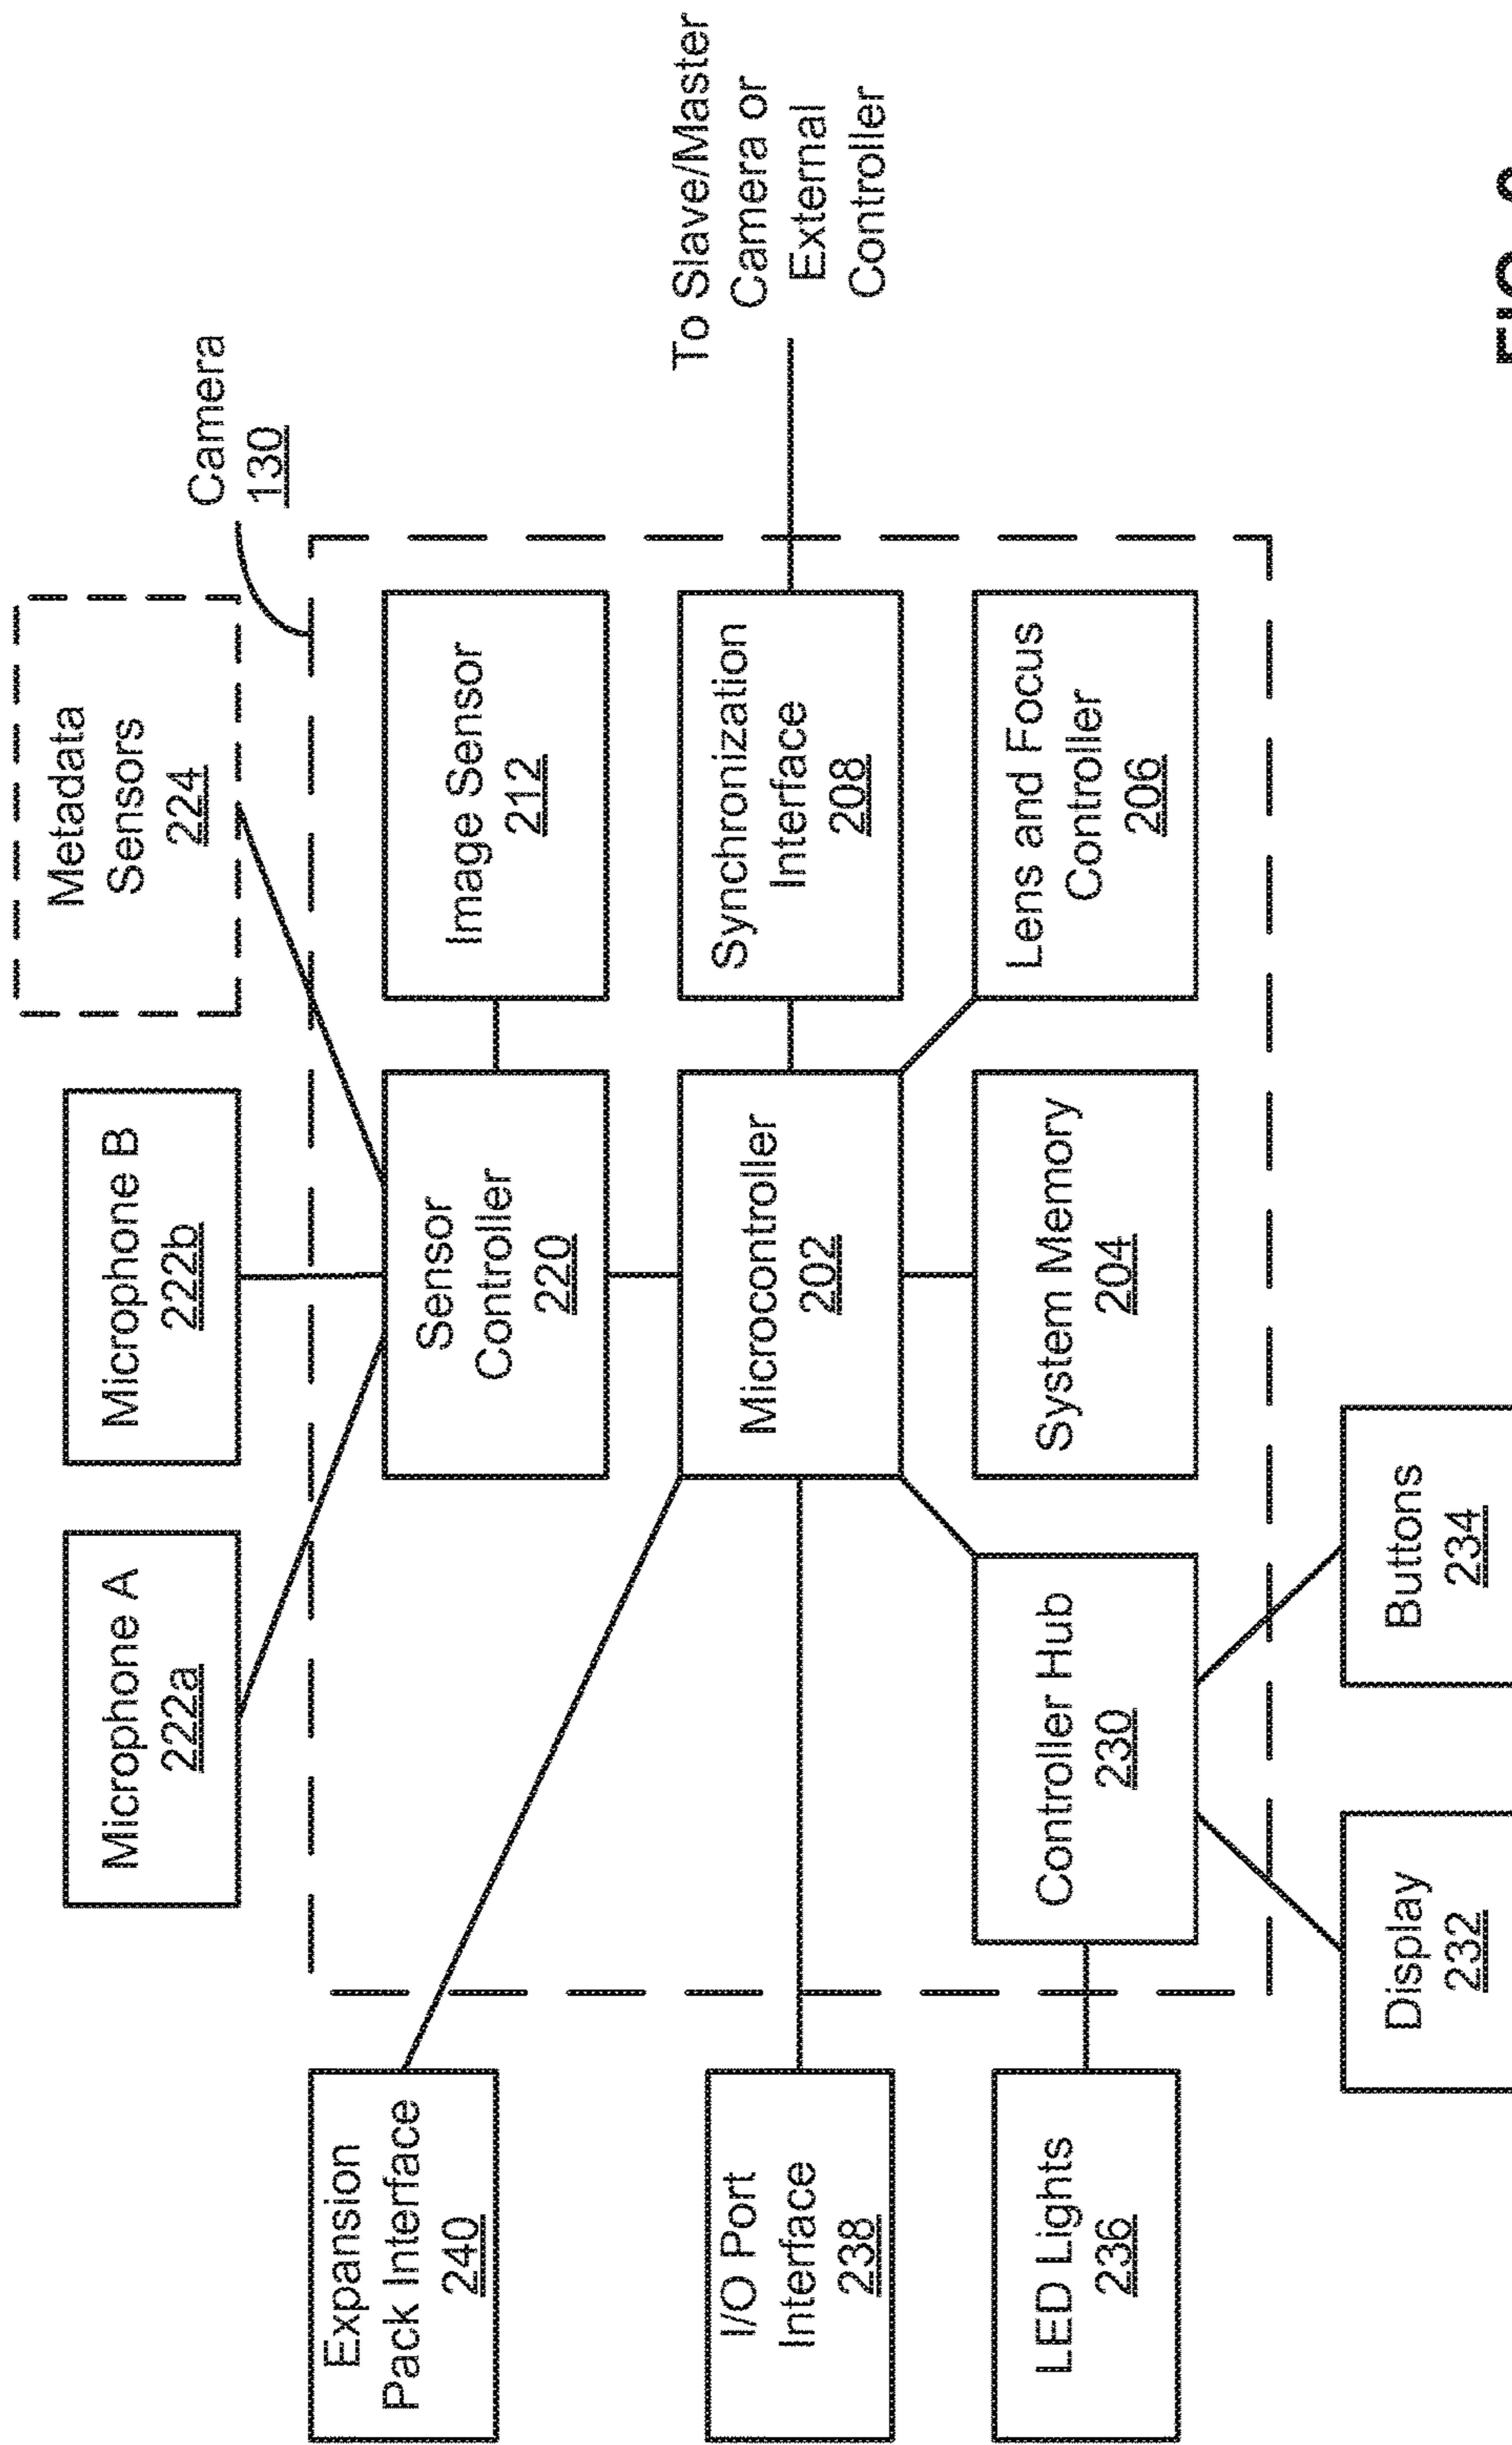 Camera
130
Microphone A
222a
Microphone B
222b
Metadata
Sensors
224
Expansion
Pack Interface
240
Sensor
Controller
220
Image Sensor
212
I/O Port
Interface
238
Microcontroller
202
Synchronization
Interface
208
To Slave/Master
Camera or
External
Controller
LED Lights
236
Controller Hub
230
System Memory
204
Lens and Focus
Controller
206
Display
232
Buttons
234